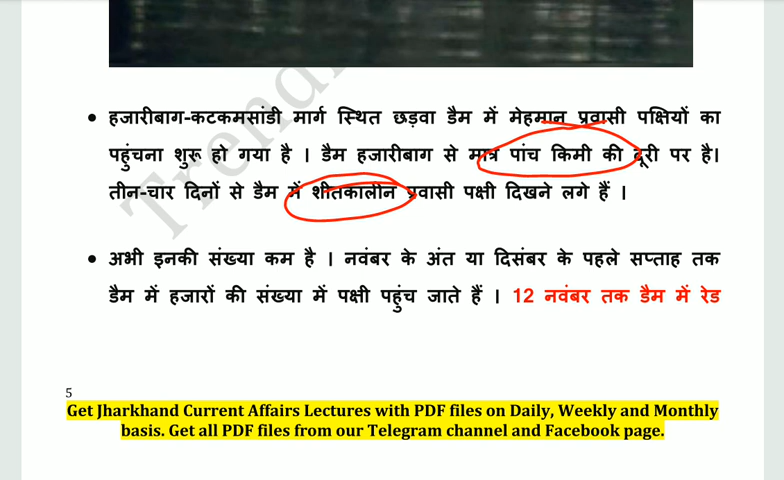 • हजारीबाग-कटकमसांडी मार्ग स्थित छड़वा डैम में मेहमान प्रवासी पक्षियों का
पहुंचना शुरू हो गया है । डैम हजारीबाग से मात्र पांच किमी की दूरी पर है।
तीन-चार दिनों से डैम में शीतकालीन प्रवासी पक्षी दिखने लगे हैं ।
• अभी इनकी संख्या कम है । नवंबर के अंत या दिसंबर के पहले सप्ताह तक
डैम में हजारों की संख्या में पक्षी पहुंच जाते हैं । 12 नवंबर तक डैम में रेड
5
Get Jharkhand Current Affairs Lectures with PDF files on Daily, Weekly and Monthly
basis. Get all PDF files from our Telegram channel and Facebook page.